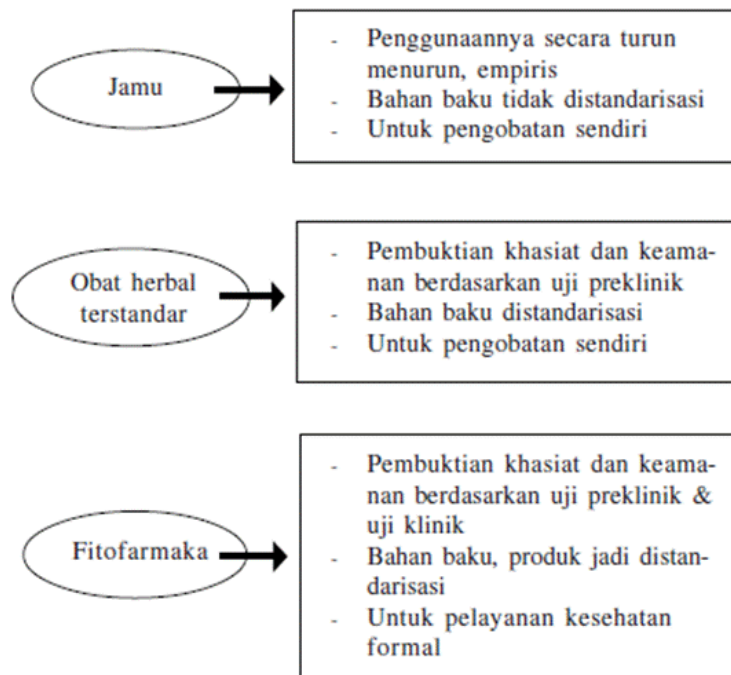 Jamu
- Penggunaannya secara turun
menurun, empiris
- Bahan baku tidak distandarisasi
- Untuk pengobatan sendiri
Obat herbal
terstandar
- Pembuktian khasiat dan keama-
nan berdasarkan uji preklinik
- Bahan baku distandarisasi
- Untuk pengobatan sendiri
Fitofarmaka
- Pembuktian khasiat dan keama-
nan berdasarkan uji preklinik &
uji klinik
- Bahan baku, produk jadi distan-
darisasi
- Untuk pelayanan kesehatan
formal